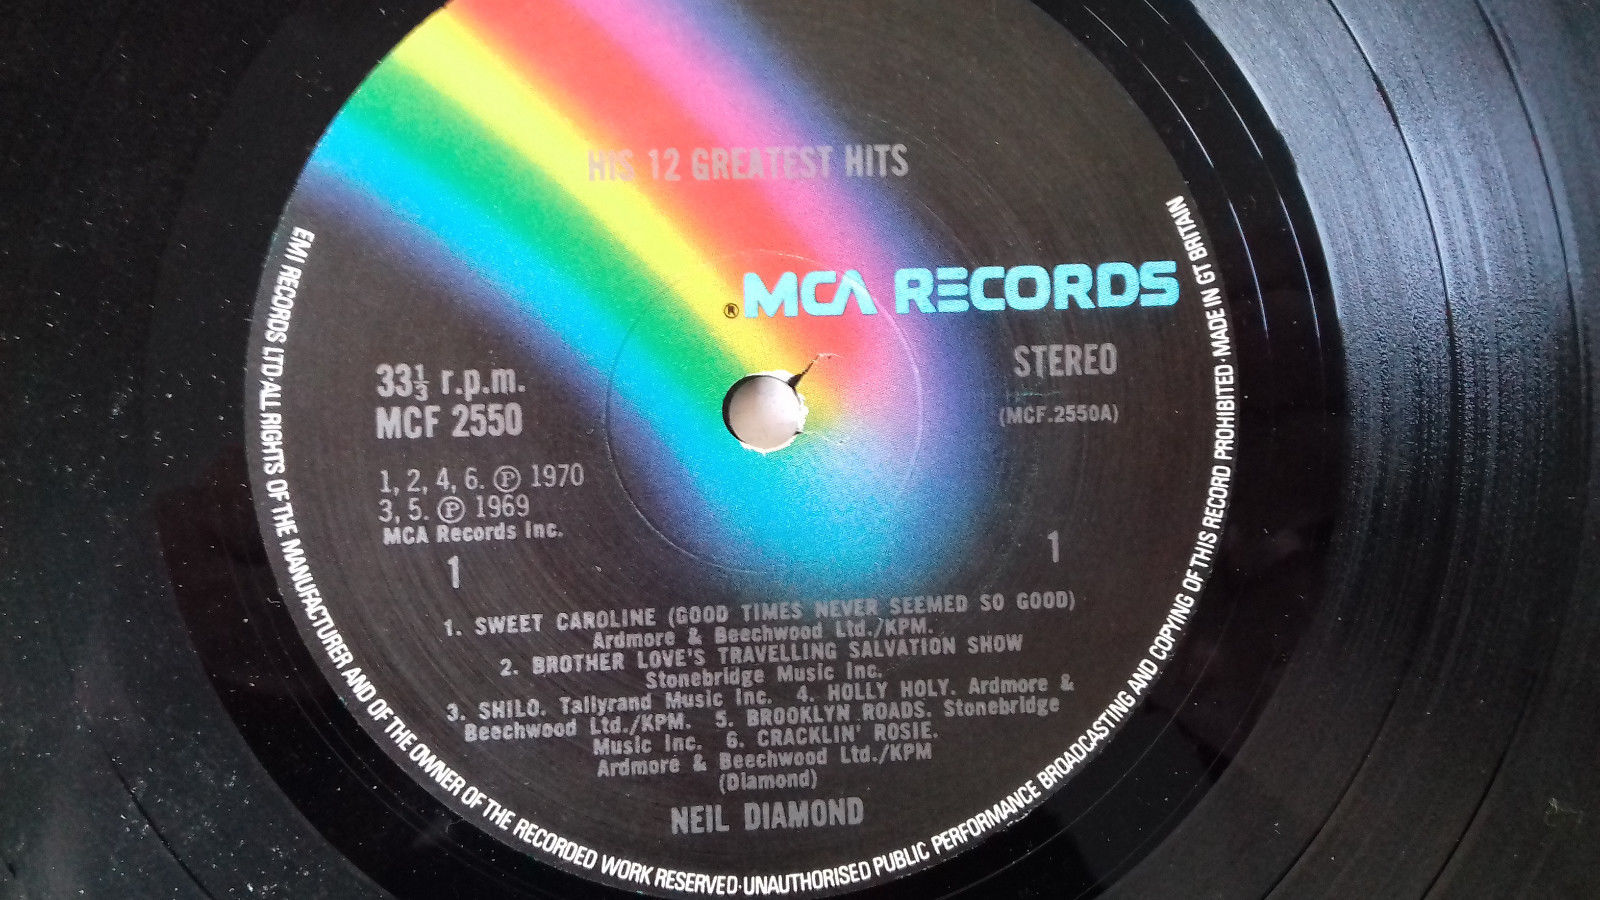 HIS 12 GREATEST HITS
® MCA RECORDS
33⅓ r.p.m.
MCF 2550
STEREO
(MCF.2550A)
1, 2, 4, 6. Ⓟ 1970
3, 5. Ⓟ 1969
MCA Records Inc.
1
1
1. SWEET CAROLINE (GOOD TIMES NEVER SEEMED SO GOOD)
Ardmore & Beechwood Ltd./KPM.
2. BROTHER LOVE'S TRAVELLING SALVATION SHOW
Stonebridge Music Inc.
3. SHILO. Tallyrand Music Inc. 4. HOLLY HOLY. Ardmore &
Beechwood Ltd./KPM. 5. BROOKLYN ROADS. Stonebridge
Music Inc. 6. CRACKLIN' ROSIE.
Ardmore & Beechwood Ltd./KPM
(Diamond)
NEIL DIAMOND
EMI RECORDS LTD·ALL RIGHTS OF THE MANUFACTURER AND OF THE OWNER OF THE RECORDED WORK RESERVED·UNAUTHORISED PUBLIC PERFORMANCE BROADCASTING AND COPYING OF THIS RECORD PROHIBITED·MADE IN GT BRITAIN